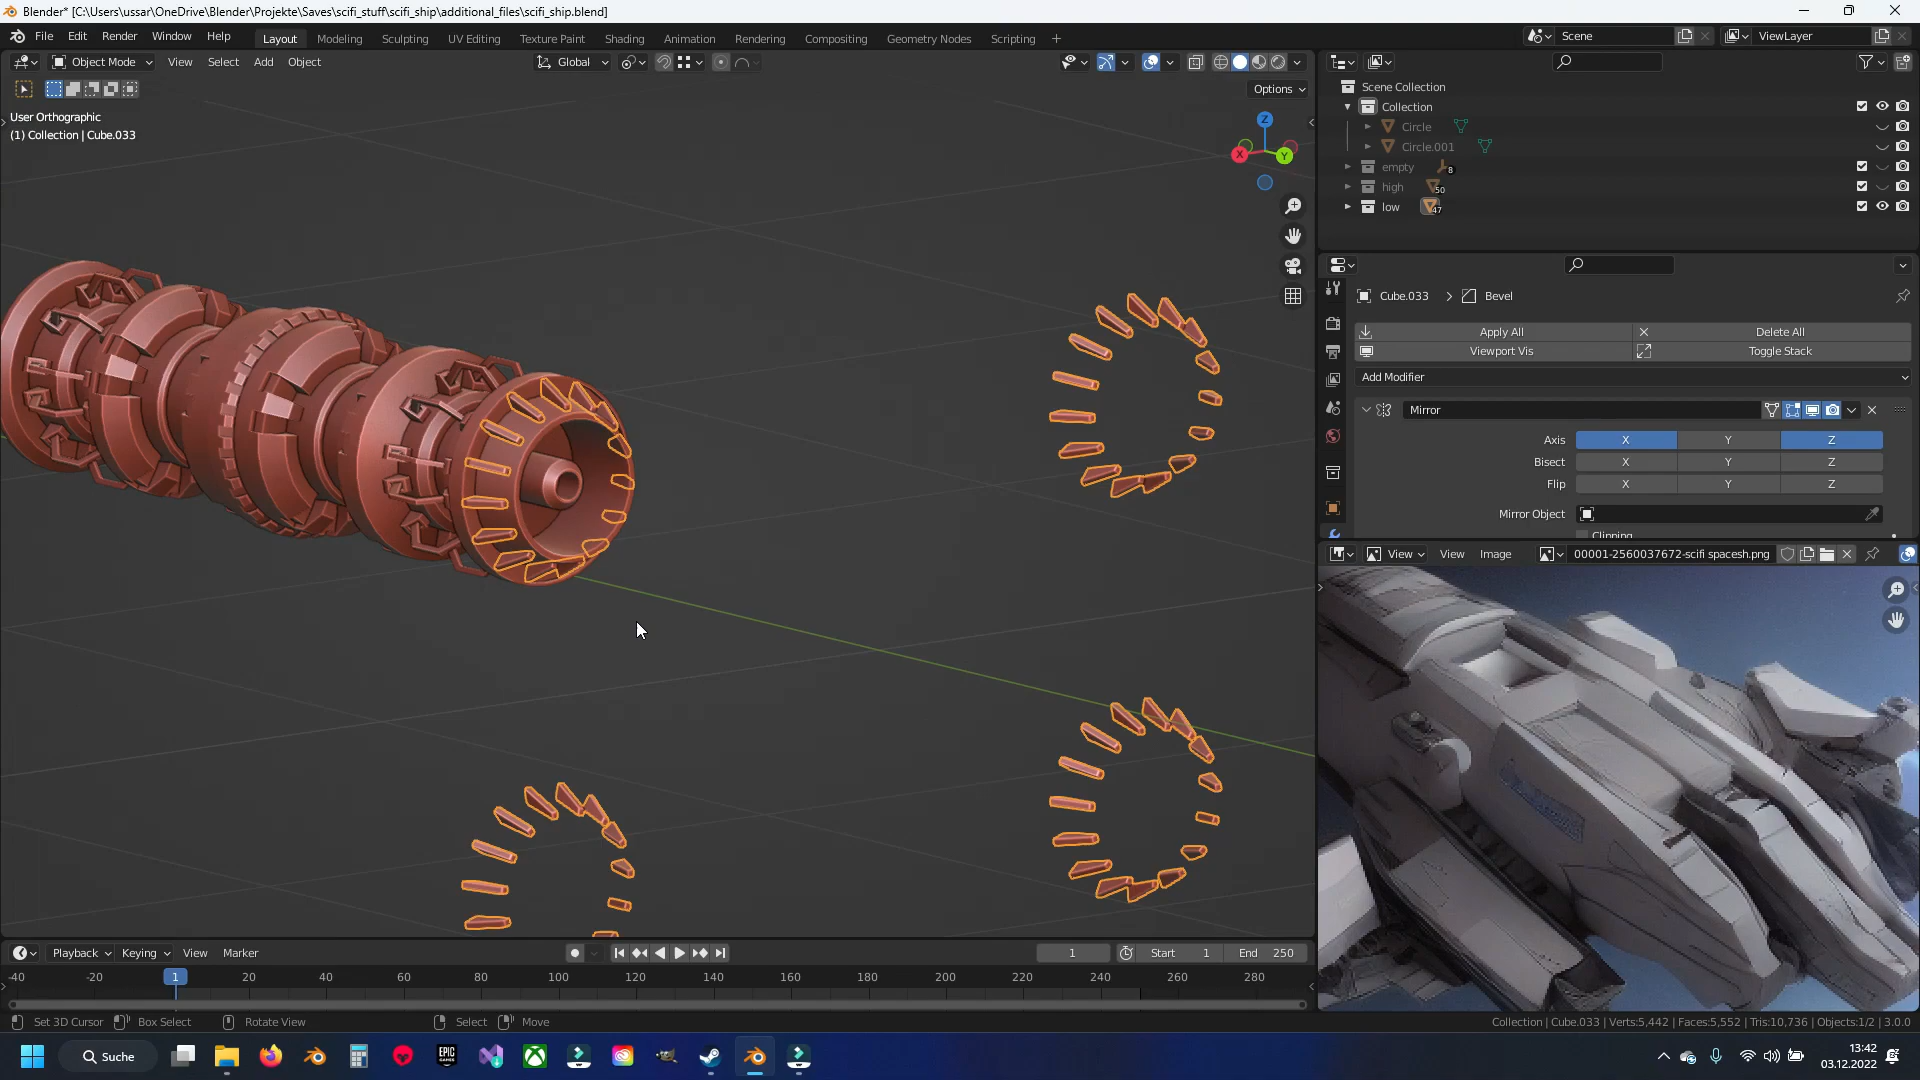 Blender* [C:\Users\ussar\OneDrive\Blender\Projekte\Saves\scifi_stuff\scifi_ship\additional_files\scifi_ship.blend]
File Edit Render Window Help Layout Modeling Sculpting UV Editing Texture Paint Shading Animation Rendering Compositing Geometry Nodes Scripting + Scene ViewLayer
Object Mode View Select Add Object Global
Options
User Orthographic
(1) Collection | Cube.033
Z
X
Y
Scene Collection
Collection
Circle
Circle.001
empty 8
high 50
low 47
Cube.033 > Bevel
Apply All Delete All
Viewport Vis Toggle Stack
Add Modifier
Mirror
Axis X Y Z
Bisect X Y Z
Flip X Y Z
Mirror Object
Clipping
View View Image 00001-2560037672-scifi spacesh.png
Playback Keying View Marker 1 Start 1 End 250
-40 -20 1 20 40 60 80 100 120 140 160 180 200 220 240 260 280
Set 3D Cursor Box Select Rotate View Select Move Collection | Cube.033 | Verts:5,442 | Faces:5,552 | Tris:10,736 | Objects:1/2 | 3.0.0
Suche
EPIC GAMES
13:42
03.12.2022